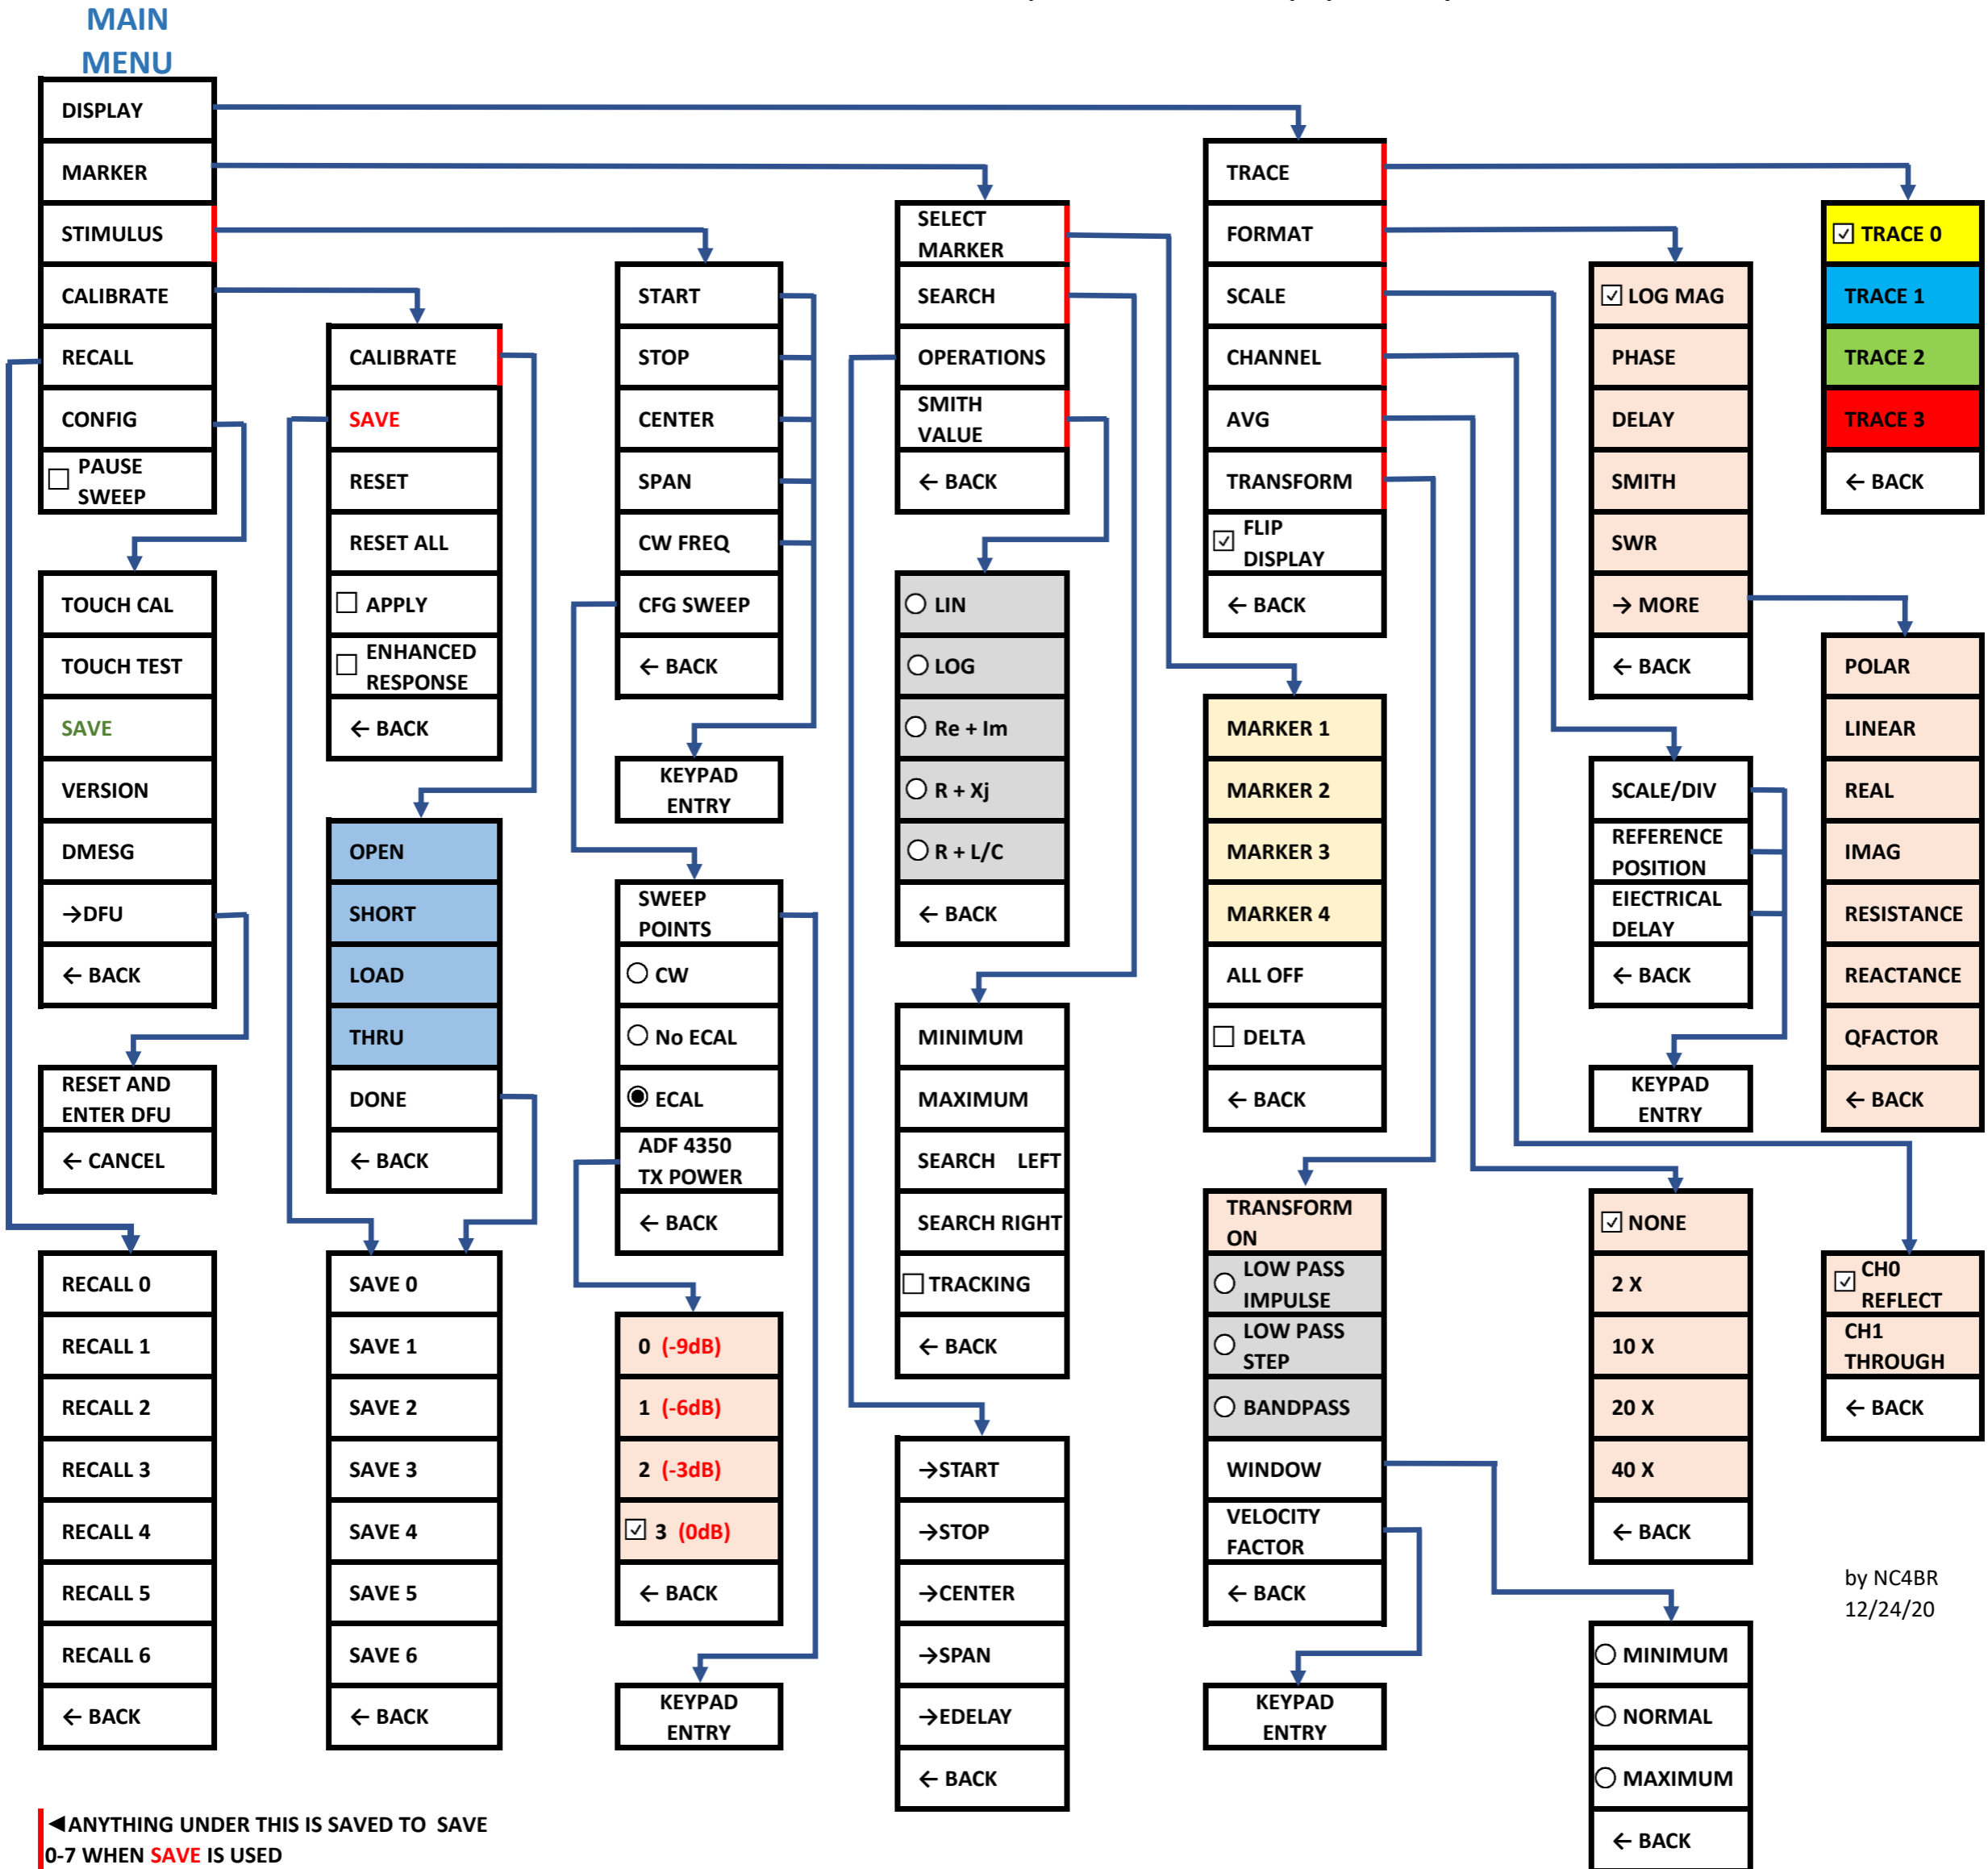 MAIN
MENU
DISPLAY
MARKER
STIMULUS
CALIBRATE
RECALL
CONFIG
PAUSE
SWEEP
TOUCH CAL
TOUCH TEST
SAVE
VERSION
DMESG
→DFU
← BACK
RESET AND
ENTER DFU
← CANCEL
RECALL 0
RECALL 1
RECALL 2
RECALL 3
RECALL 4
RECALL 5
RECALL 6
← BACK
CALIBRATE
SAVE
RESET
RESET ALL
APPLY
ENHANCED
RESPONSE
← BACK
OPEN
SHORT
LOAD
THRU
DONE
← BACK
SAVE 0
SAVE 1
SAVE 2
SAVE 3
SAVE 4
SAVE 5
SAVE 6
← BACK
START
STOP
CENTER
SPAN
CW FREQ
CFG SWEEP
← BACK
KEYPAD
ENTRY
SWEEP
POINTS
CW
No ECAL
ECAL
ADF 4350
TX POWER
← BACK
0 (-9dB)
1 (-6dB)
2 (-3dB)
3 (0dB)
← BACK
KEYPAD
ENTRY
SELECT
MARKER
SEARCH
OPERATIONS
SMITH
VALUE
← BACK
LIN
LOG
Re + Im
R + Xj
R + L/C
← BACK
MINIMUM
MAXIMUM
SEARCH LEFT
SEARCH RIGHT
TRACKING
← BACK
→START
→STOP
→CENTER
→SPAN
→EDELAY
← BACK
TRACE
FORMAT
SCALE
CHANNEL
AVG
TRANSFORM
FLIP
DISPLAY
← BACK
MARKER 1
MARKER 2
MARKER 3
MARKER 4
ALL OFF
DELTA
← BACK
TRANSFORM
ON
LOW PASS
IMPULSE
LOW PASS
STEP
BANDPASS
WINDOW
VELOCITY
FACTOR
← BACK
KEYPAD
ENTRY
LOG MAG
PHASE
DELAY
SMITH
SWR
→ MORE
← BACK
SCALE/DIV
REFERENCE
POSITION
EIECTRICAL
DELAY
← BACK
KEYPAD
ENTRY
NONE
2 X
10 X
20 X
40 X
← BACK
MINIMUM
NORMAL
MAXIMUM
← BACK
TRACE 0
TRACE 1
TRACE 2
TRACE 3
← BACK
POLAR
LINEAR
REAL
IMAG
RESISTANCE
REACTANCE
QFACTOR
← BACK
CH0
REFLECT
CH1
THROUGH
← BACK
by NC4BR
12/24/20
◄ANYTHING UNDER THIS IS SAVED TO SAVE
0-7 WHEN SAVE IS USED